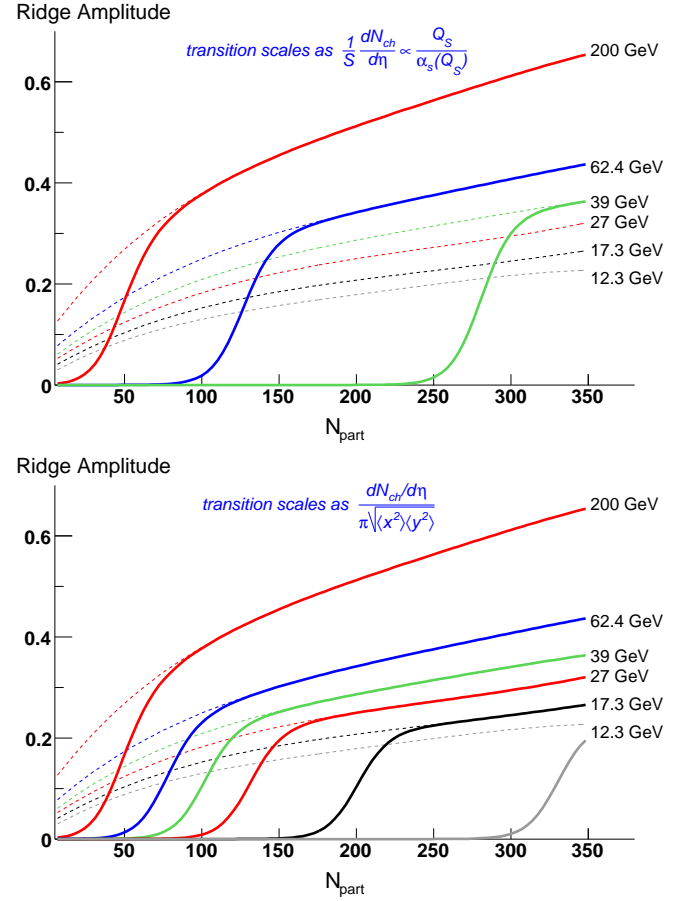 Ridge Amplitude
transition scales as 1/S dN_ch/dη ∝ Q_S/α_s(Q_S)
200 GeV
0.6
62.4 GeV
0.4
39 GeV
27 GeV
0.2
17.3 GeV
12.3 GeV
0
50 100 150 200 250 300 350
N_part
Ridge Amplitude
transition scales as dN_ch/dη / π√⟨x²⟩⟨y²⟩
200 GeV
0.6
62.4 GeV
0.4
39 GeV
27 GeV
17.3 GeV
0.2
12.3 GeV
0
50 100 150 200 250 300 350
N_part